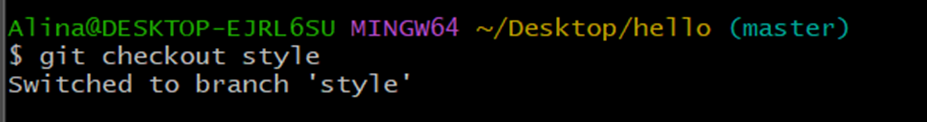 Alina@DESKTOP-EJRL6SU MINGW64 ~/Desktop/hello (master)
$ git checkout style
Switched to branch 'style'